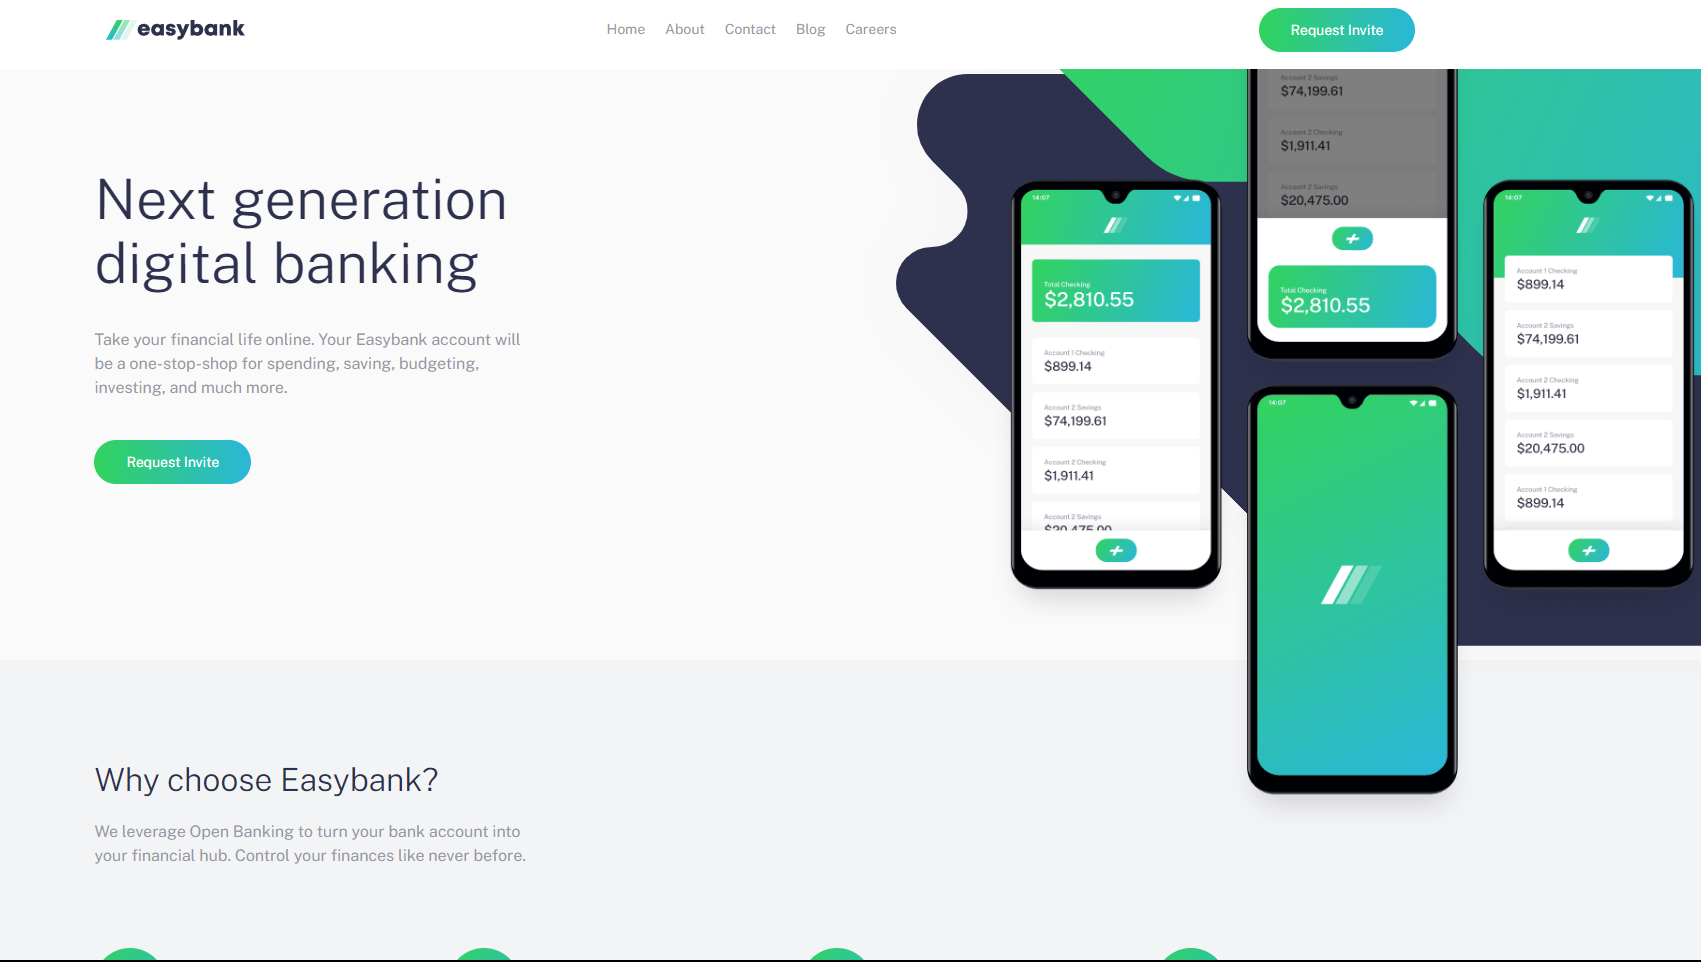 easybank
Home About Contact Blog Careers
Request Invite
Next generation
digital banking
Take your financial life online. Your Easybank account will
be a one-stop-shop for spending, saving, budgeting,
investing, and much more.
Request Invite
14:07
Total Checking
$2,810.55
Account 1 Checking
$899.14
Account 2 Savings
$74,199.61
Account 2 Checking
$1,911.41
Account 2 Savings
$20,475.00
Account 2 Savings
$74,199.61
Account 2 Checking
$1,911.41
Account 2 Savings
$20,475.00
Total Checking
$2,810.55
14:07
14:07
Account 1 Checking
$899.14
Account 2 Savings
$74,199.61
Account 2 Checking
$1,911.41
Account 2 Savings
$20,475.00
Account 1 Checking
$899.14
Why choose Easybank?
We leverage Open Banking to turn your bank account into
your financial hub. Control your finances like never before.